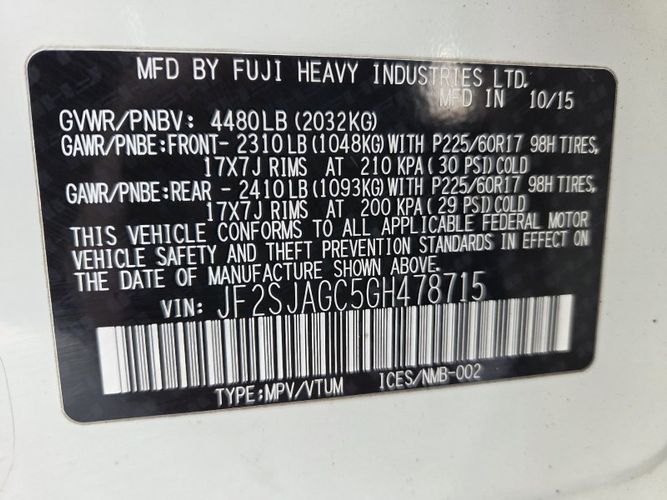 MFD BY FUJI HEAVY INDUSTRIES LTD.
MFD IN 10/15
GVWR/PNBV: 4480LB (2032KG)
GAWR/PNBE:FRONT- 2310LB (1048KG) WITH P225/60R17 98H TIRES,
17X7J RIMS AT 210 KPA( 30 PSI) COLD
GAWR/PNBE:REAR - 2410LB (1093KG) WITH P225/60R17 98H TIRES,
17X7J RIMS AT 200 KPA( 29 PSI) COLD
THIS VEHICLE CONFORMS TO ALL APPLICABLE FEDERAL MOTOR
VEHICLE SAFETY AND THEFT PREVENTION STANDARDS IN EFFECT ON
THE DATE OF MANUFACTURE SHOWN ABOVE.
VIN: JF2SJAGC5GH478715
TYPE:MPV/VTUM ICES/NMB-002